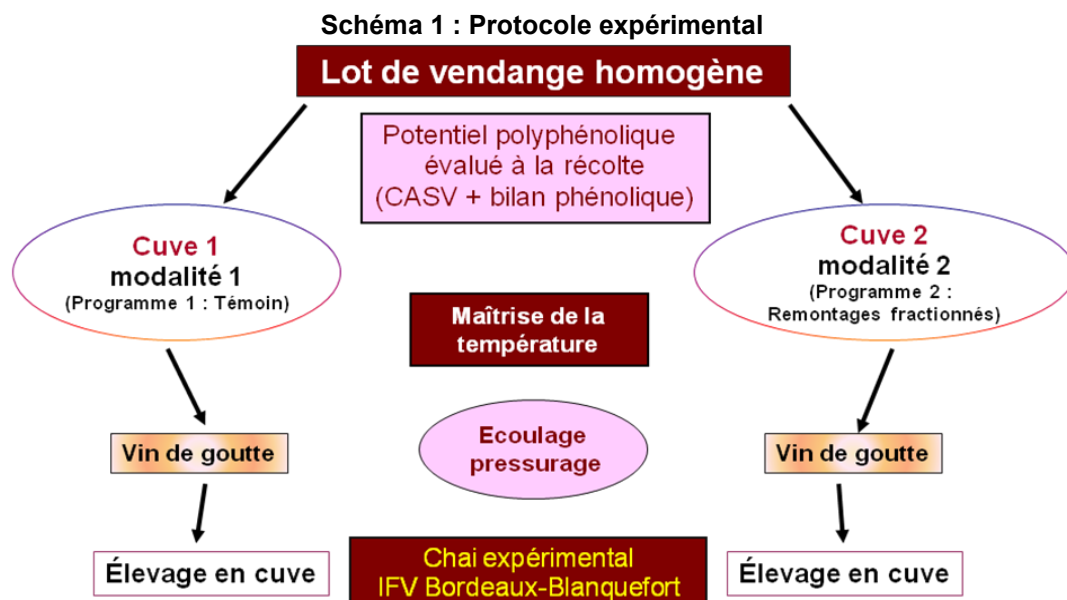 Schéma 1 : Protocole expérimental
Lot de vendange homogène
Potentiel polyphénolique
évalué à la récolte
(CASV + bilan phénolique)
Cuve 1
modalité 1
(Programme 1 : Témoin)
Cuve 2
modalité 2
(Programme 2 :
Remontages fractionnés)
Maîtrise de la
température
Vin de goutte
Ecoulage
pressurage
Vin de goutte
Élevage en cuve
Chai expérimental
IFV Bordeaux-Blanquefort
Élevage en cuve